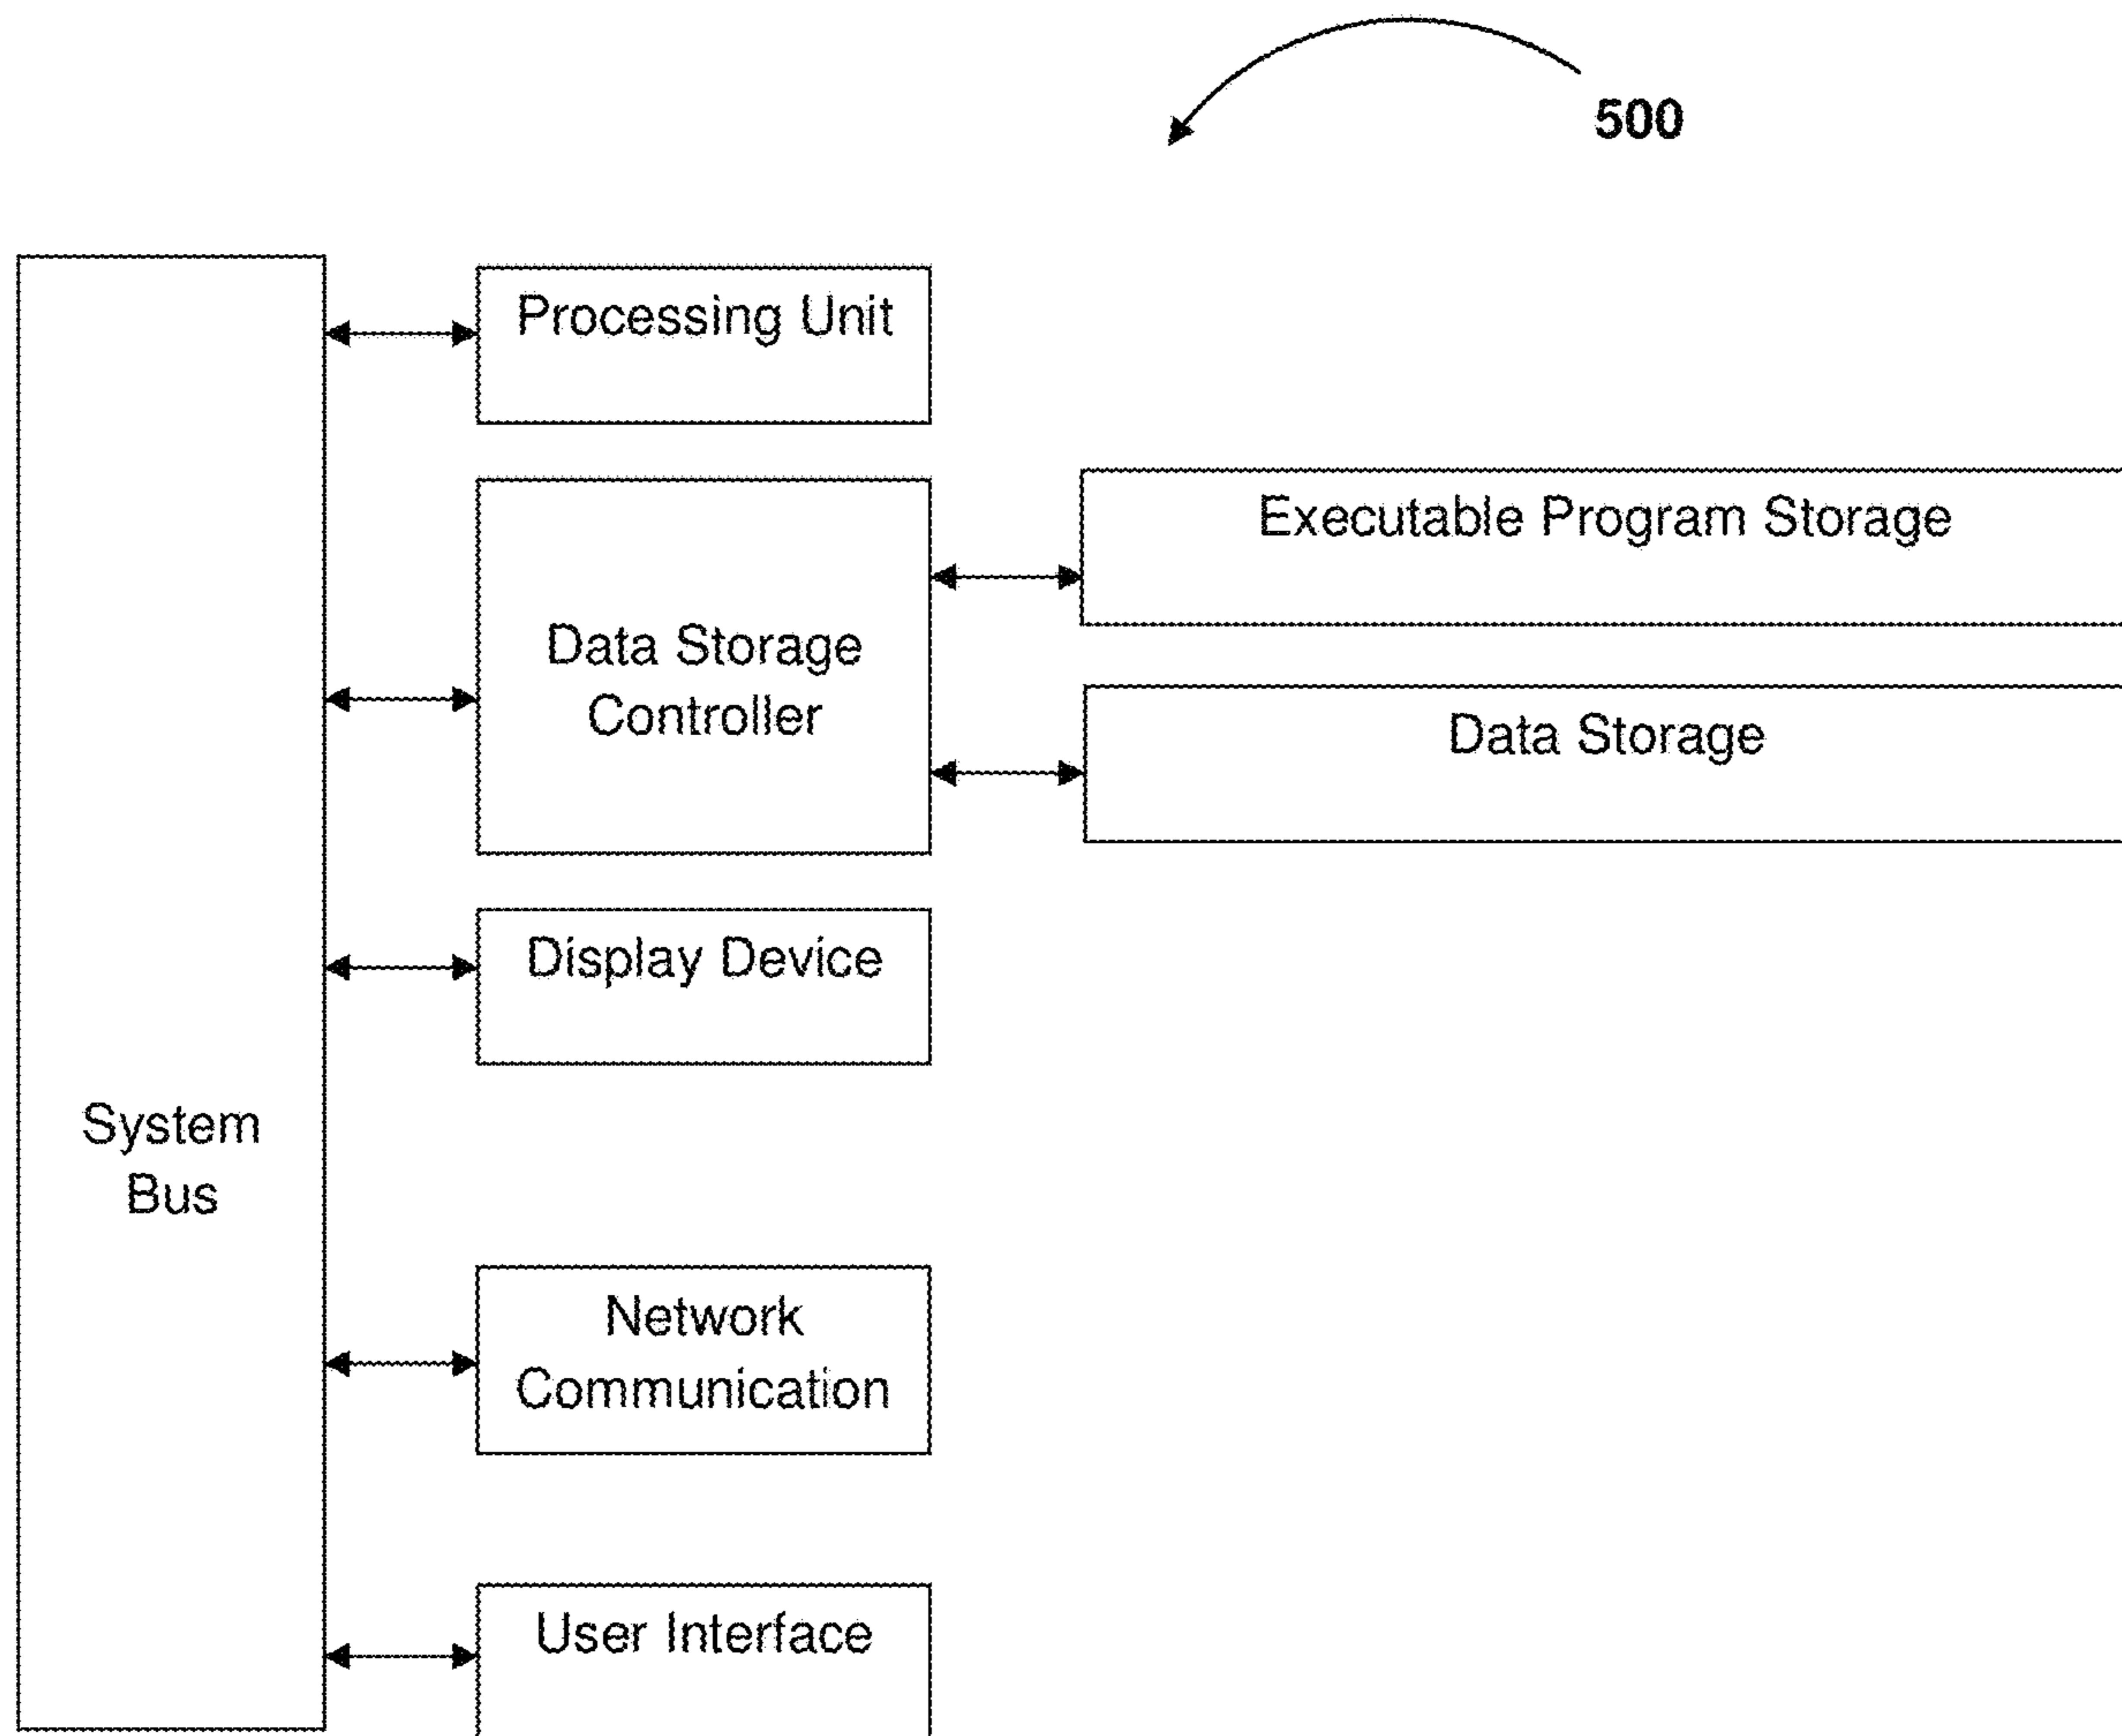 500
Processing Unit
Executable Program Storage
Data Storage
Controller
Data Storage
Display Device
System
Bus
Network
Communication
User Interface